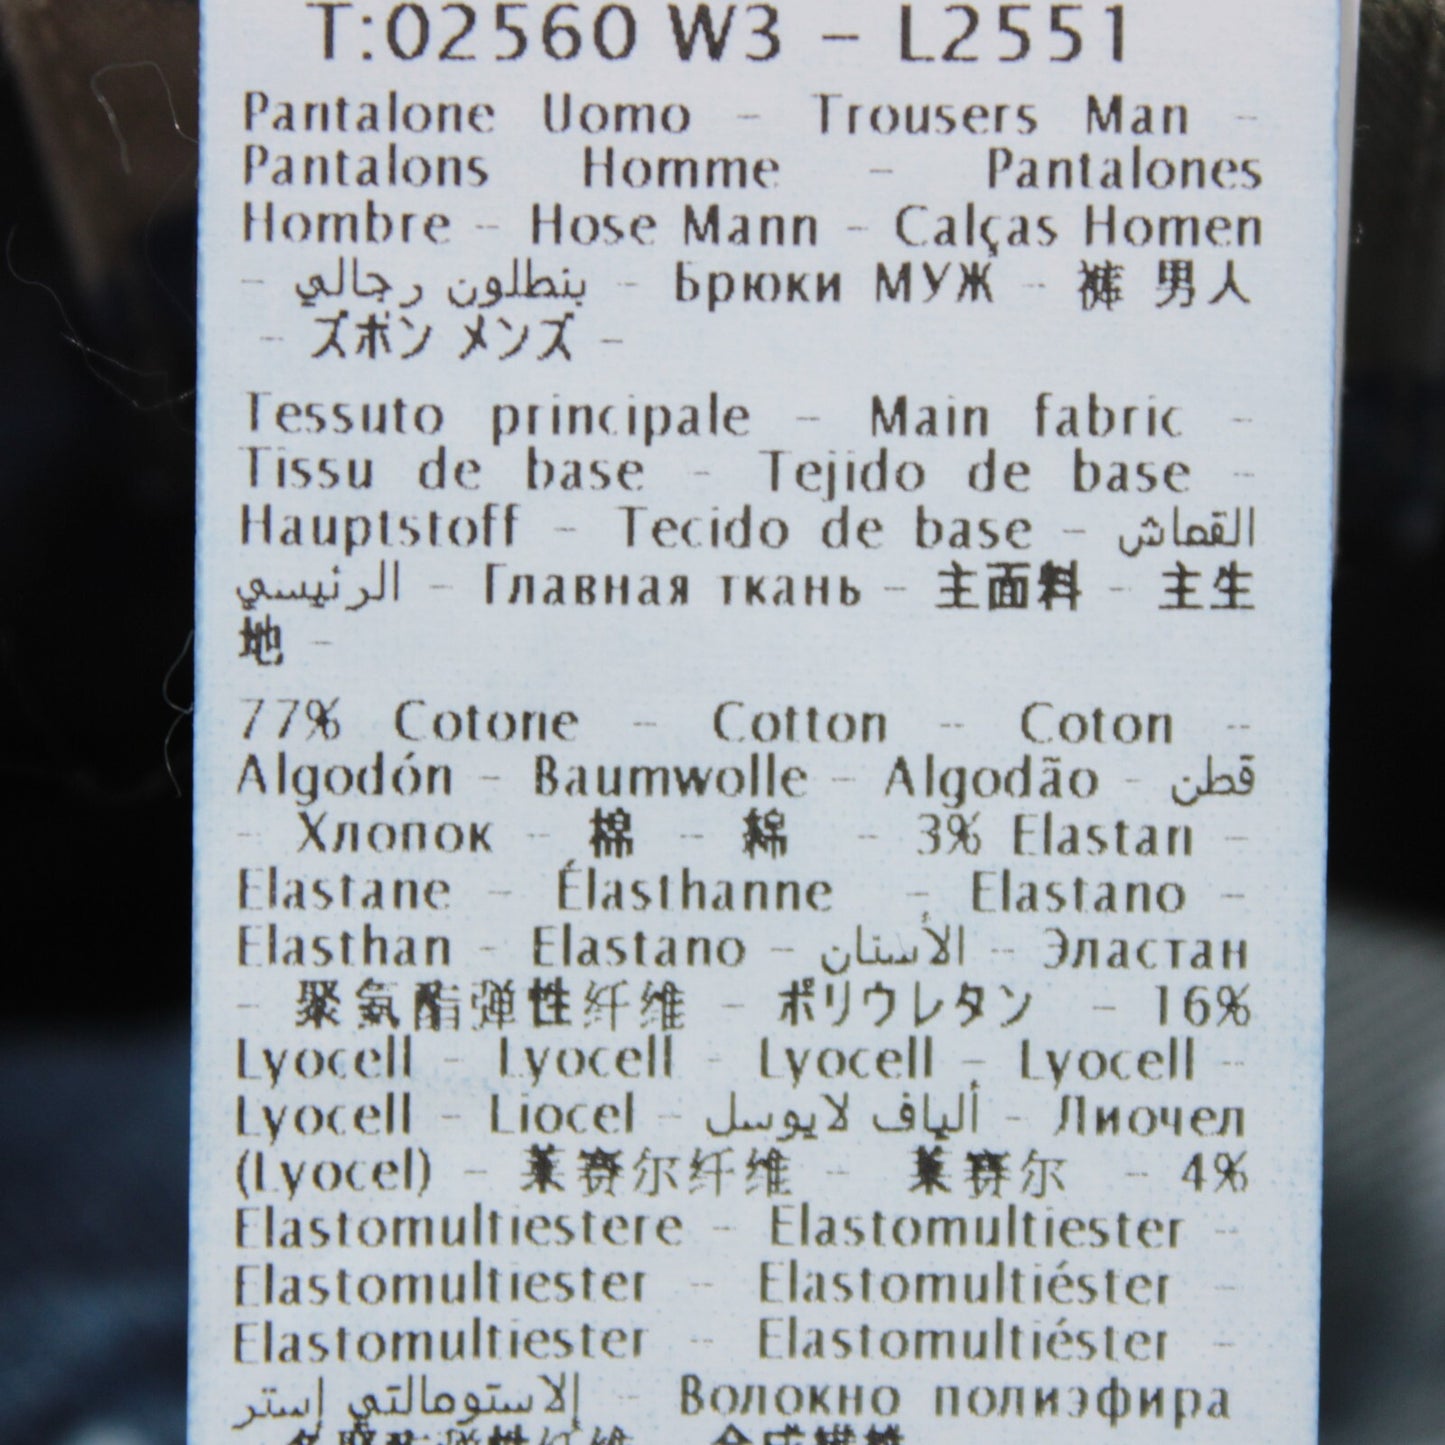 T:02560 W3 – L2551
Pantalone Uomo – Trousers Man –
Pantalons Homme – Pantalones
Hombre – Hose Mann – Calças Homen
– بنطلون رجالي – Брюки МУЖ – 裤 男人
– ズボン メンズ –
Tessuto principale – Main fabric –
Tissu de base – Tejido de base –
Hauptstoff – Tecido de base – القماش
الرئيسي – Главная ткань – 主面料 – 主生
地 –
77% Cotone – Cotton – Coton –
Algodón – Baumwolle – Algodão – قطن
– Хлопок – 棉 – 綿 – 3% Elastan –
Elastane – Élasthanne – Elastano –
Elasthan – Elastano – الأستان – Эластан
– 聚氨酯弹性纤维 – ポリウレタン – 16%
Lyocell – Lyocell – Lyocell – Lyocell –
Lyocell – Liocel – ألياف لايوسل – Лиочел
(Lyocel) – 莱赛尔纤维 – 莱赛尔 – 4%
Elastomultiestere – Elastomultiester –
Elastomultiester – Elastomultiéster –
Elastomultiester – Elastomultiéster –
إلاستومالتي إستر – Волокно полиэфира